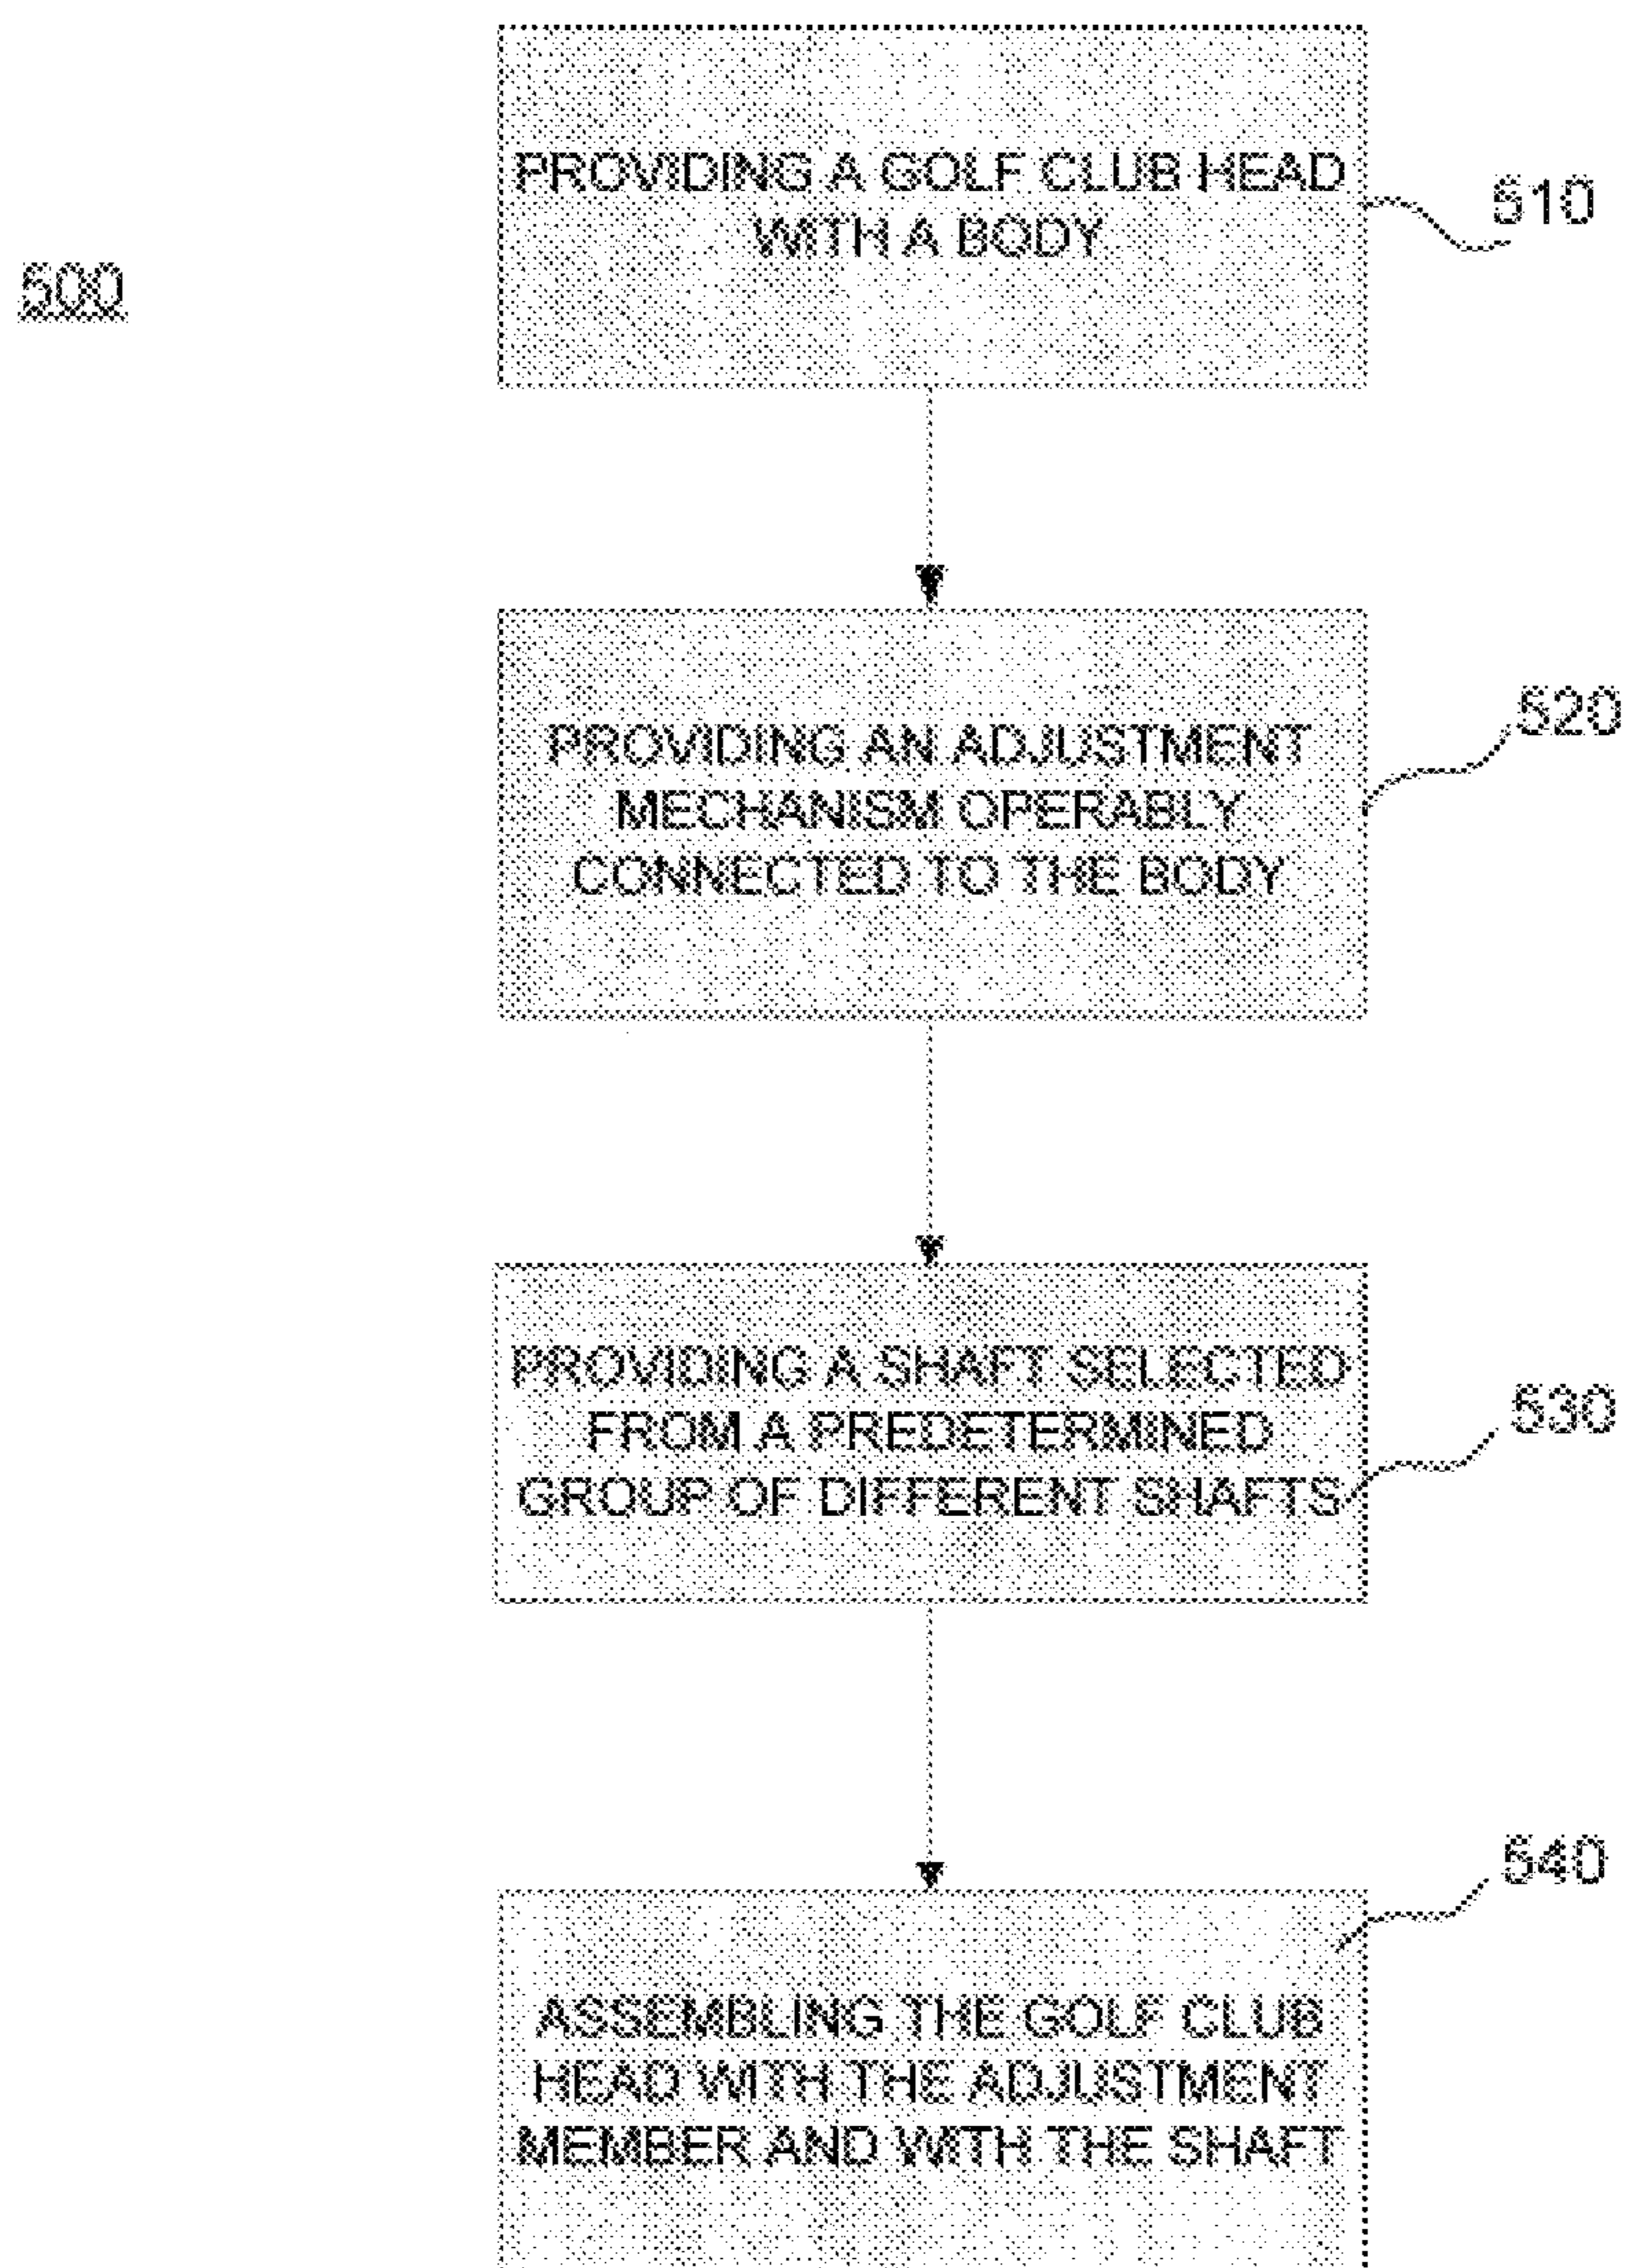 PROVIDING A GOLF CLUB HEAD
WITH A BODY
510
500
PROVIDING AN ADJUSTMENT
MECHANISM OPERABLY
CONNECTED TO THE BODY
520
PROVIDING A SHAFT SELECTED
FROM A PREDETERMINED
GROUP OF DIFFERENT SHAFTS
530
540
ASSEMBLING THE GOLF CLUB
HEAD WITH THE ADJUSTMENT
MEMBER AND WITH THE SHAFT